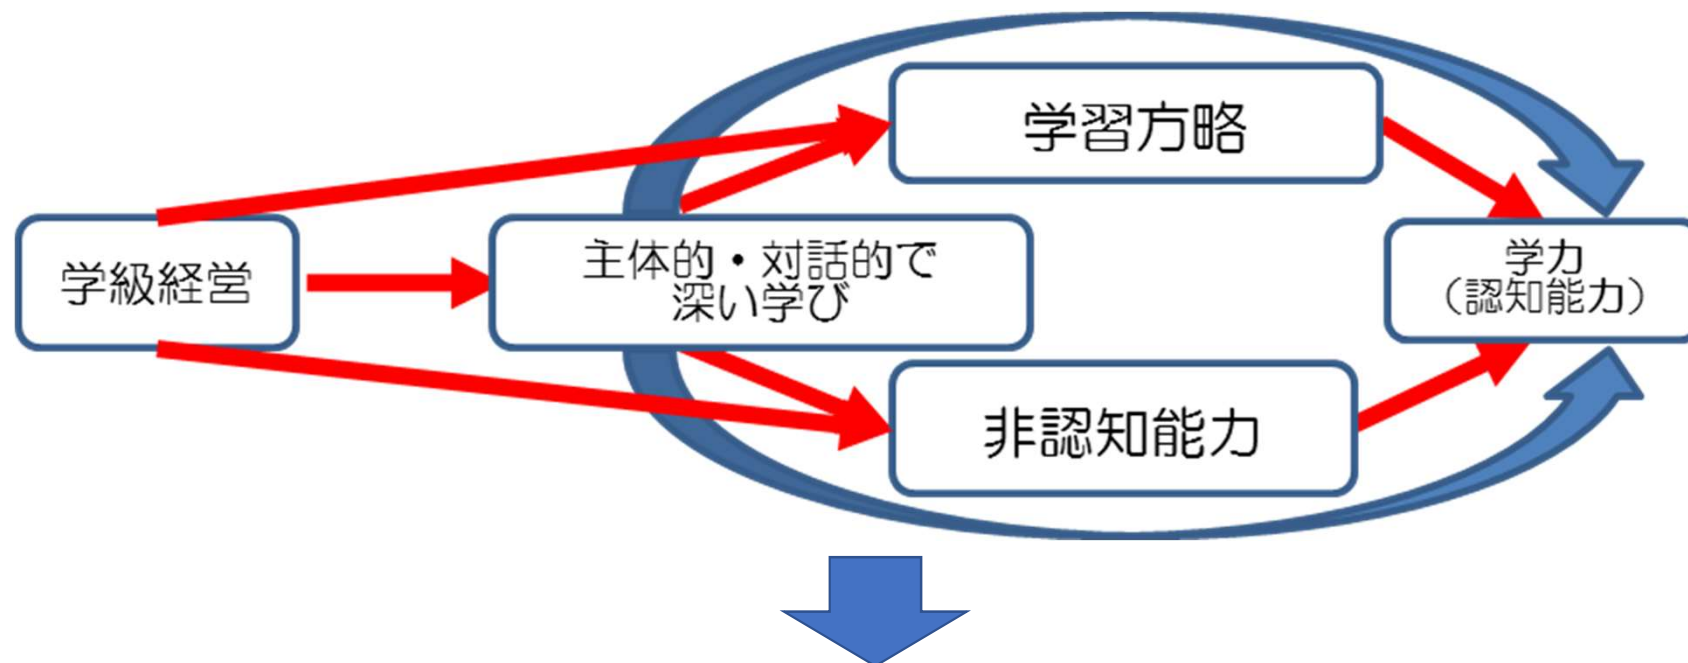 学習方略
学級経営
主体的・対話的で
深い学び
学力
（認知能力）
非認知能力